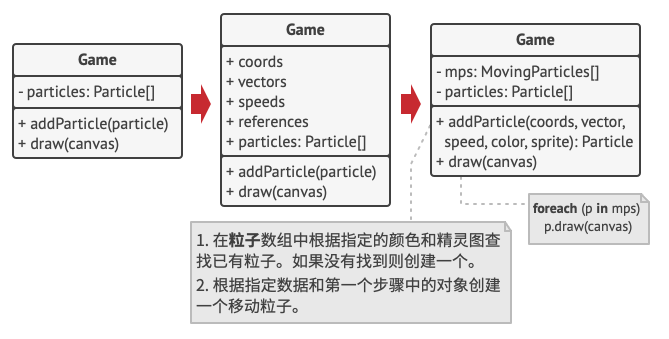 Game
- particles: Particle[]
+ addParticle(particle)
+ draw(canvas)
Game
+ coords
+ vectors
+ speeds
+ references
+ particles: Particle[]
+ addParticle(particle)
+ draw(canvas)
Game
- mps: MovingParticles[]
- particles: Particle[]
+ addParticle(coords, vector,
speed, color, sprite): Particle
+ draw(canvas)
foreach (p in mps)
p.draw(canvas)
1. 在粒子数组中根据指定的颜色和精灵图查
找已有粒子。如果没有找到则创建一个。
2. 根据指定数据和第一个步骤中的对象创建
一个移动粒子。